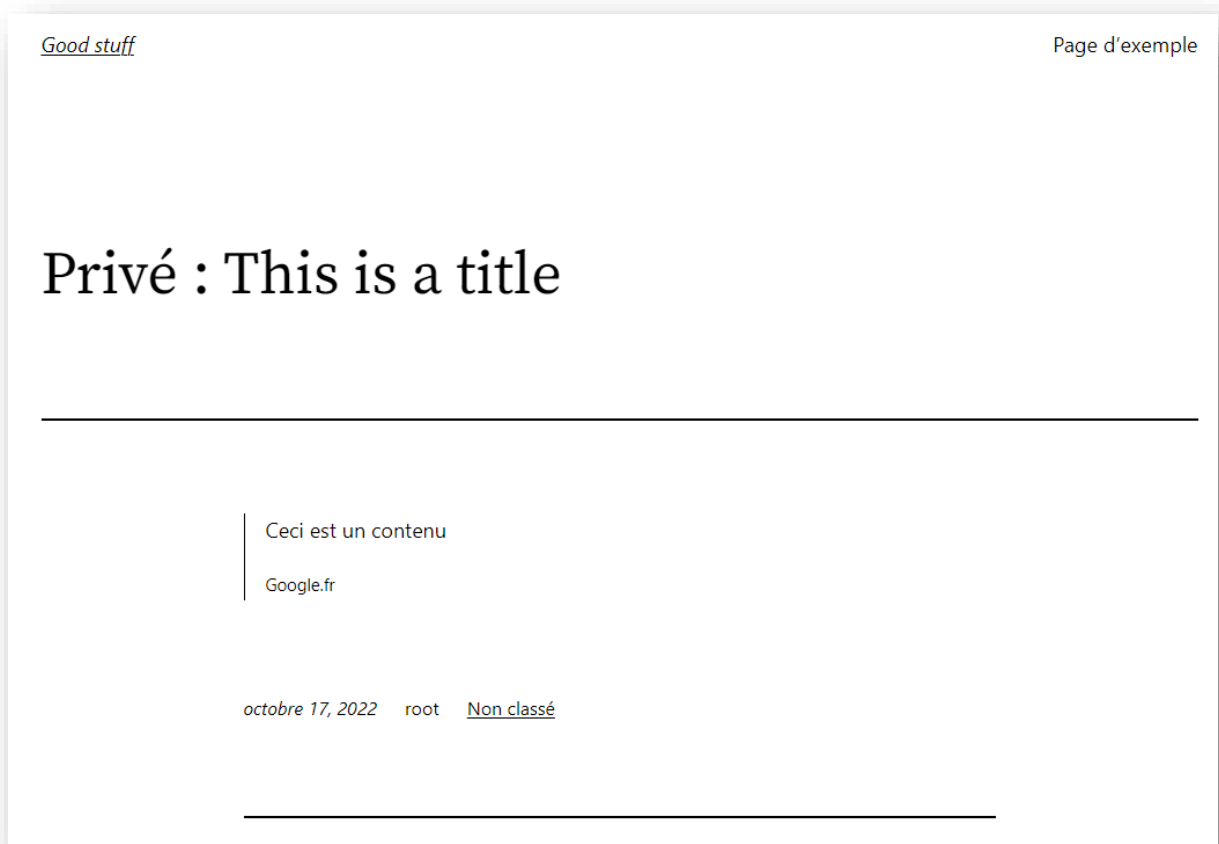 Good stuff
Page d’exemple
Privé : This is a title
Ceci est un contenu
Google.fr
octobre 17, 2022 root Non classé